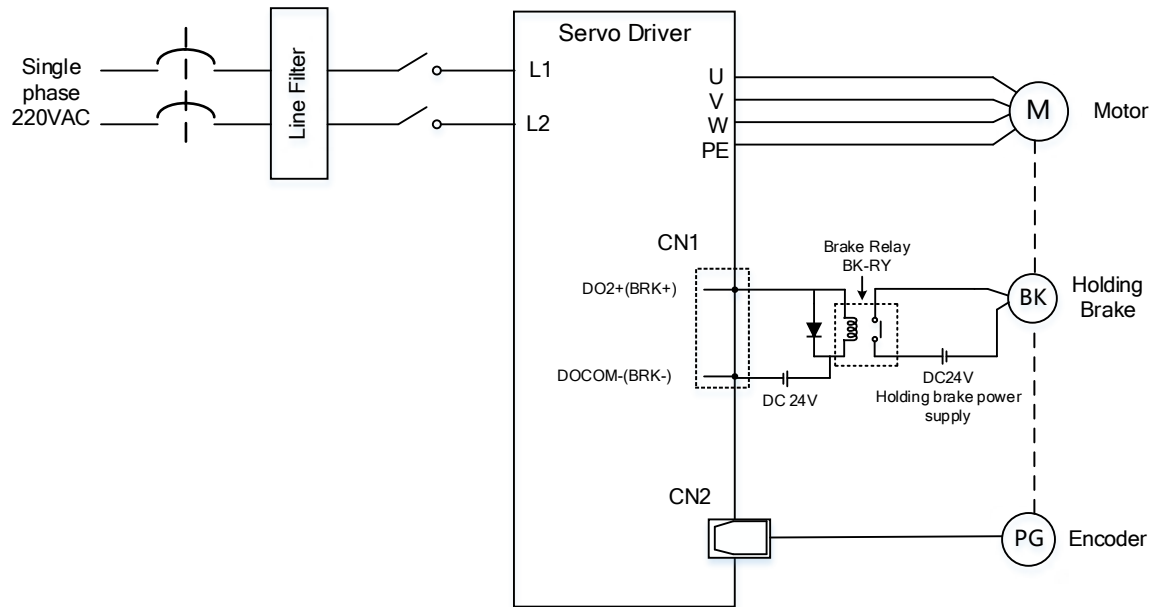 Servo Driver
Single
phase
220VAC
Line Filter
L1
L2
U
V
W
PE
M
Motor
CN1
Brake Relay
BK-RY
DO2+(BRK+)
DOCOM-(BRK-)
DC 24V
DC24V
Holding brake power
supply
BK
Holding
Brake
CN2
PG
Encoder